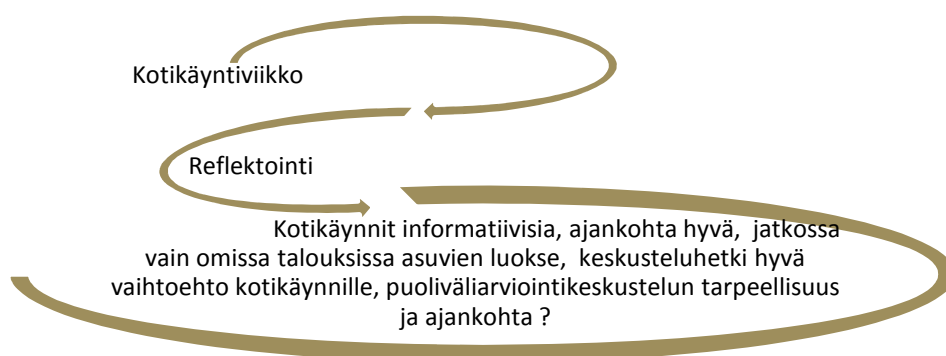 Kotikäyntiviikko
Reflektointi
Kotikäynnit informatiivisia, ajankohta hyvä, jatkossa
vain omissa talouksissa asuvien luokse, keskusteluhetki hyvä
vaihtoehto kotikäynnille, puoliväliarviointikeskustelun tarpeellisuus
ja ajankohta ?